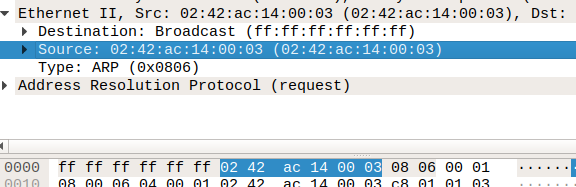 Ethernet II, Src: 02:42:ac:14:00:03 (02:42:ac:14:00:03), Dst:
Destination: Broadcast (ff:ff:ff:ff:ff:ff)
Source: 02:42:ac:14:00:03 (02:42:ac:14:00:03)
Type: ARP (0x0806)
Address Resolution Protocol (request)
0000 ff ff ff ff ff ff 02 42 ac 14 00 03 08 06 00 01 ······
0010 08 00 06 04 00 01 02 42 ac 14 00 03 c8 01 01 03